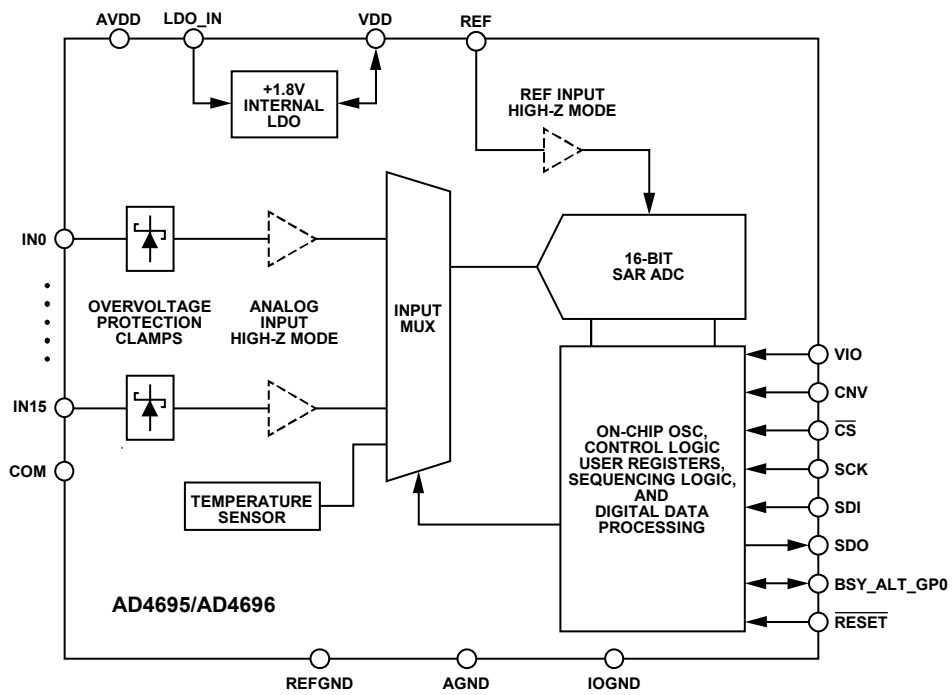 AVDD
LDO_IN
VDD
REF
+1.8V
INTERNAL
LDO
REF INPUT
HIGH-Z MODE
IN0
OVERVOLTAGE
PROTECTION
CLAMPS
ANALOG
INPUT
HIGH-Z MODE
INPUT
MUX
16-BIT
SAR ADC
IN15
COM
TEMPERATURE
SENSOR
ON-CHIP OSC,
CONTROL LOGIC
USER REGISTERS,
SEQUENCING LOGIC,
AND
DIGITAL DATA
PROCESSING
VIO
CNV
CS
SCK
SDI
SDO
BSY_ALT_GP0
RESET
AD4695/AD4696
REFGND
AGND
IOGND